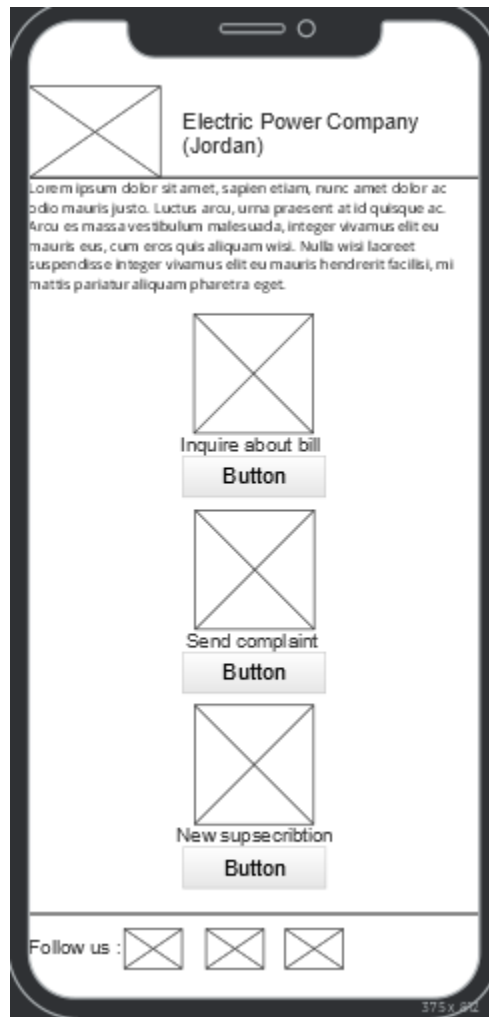 Electric Power Company
(Jordan)
Lorem ipsum dolor sit amet, sapien etiam, nunc amet dolor ac
odio mauris justo. Luctus arcu, urna praesent at id quisque ac.
Arcu es massa vestibulum malesuada, integer vivamus elit eu
mauris eus, cum eros quis aliquam wisi. Nulla wisi laoreet
suspendisse integer vivamus elit eu mauris hendrerit facilisi, mi
mattis pariatur aliquam pharetra eget.
Inquire about bill
Button
Send complaint
Button
New supsecribtion
Button
Follow us :
375 x 812